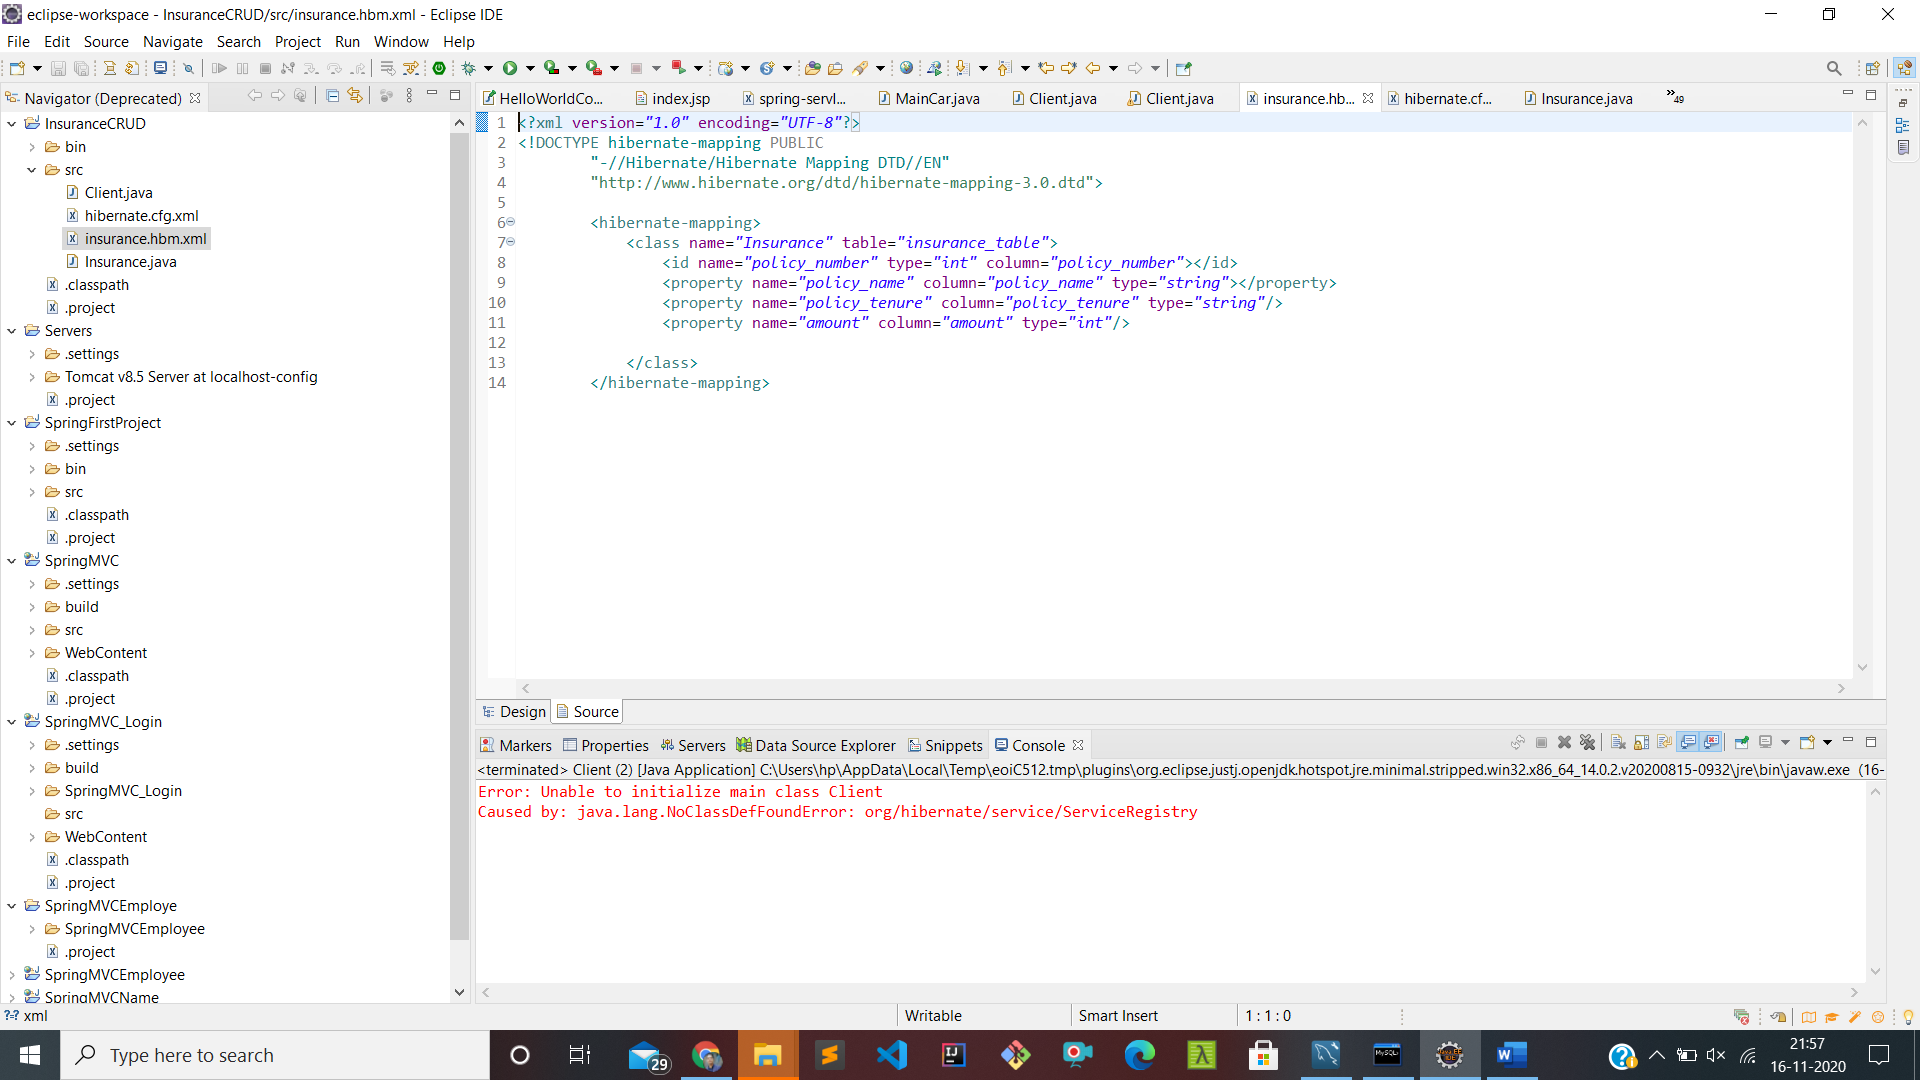 eclipse-workspace - InsuranceCRUD/src/insurance.hbm.xml - Eclipse IDE
File Edit Source Navigate Search Project Run Window Help
Navigator (Deprecated)
InsuranceCRUD
bin
src
Client.java
hibernate.cfg.xml
insurance.hbm.xml
Insurance.java
.classpath
.project
Servers
.settings
Tomcat v8.5 Server at localhost-config
.project
SpringFirstProject
.settings
bin
src
.classpath
.project
SpringMVC
.settings
build
src
WebContent
.classpath
.project
SpringMVC_Login
.settings
build
SpringMVC_Login
src
WebContent
.classpath
.project
SpringMVCEmploye
SpringMVCEmployee
.project
SpringMVCEmployee
SpringMVCName
HelloWorldCo... index.jsp spring-servl... MainCar.java Client.java Client.java insurance.hb... hibernate.cf... Insurance.java »49
1 <?xml version="1.0" encoding="UTF-8"?>
2 <!DOCTYPE hibernate-mapping PUBLIC
3 "-//Hibernate/Hibernate Mapping DTD//EN"
4 "http://www.hibernate.org/dtd/hibernate-mapping-3.0.dtd">
5
6 <hibernate-mapping>
7 <class name="Insurance" table="insurance_table">
8 <id name="policy_number" type="int" column="policy_number"></id>
9 <property name="policy_name" column="policy_name" type="string"></property>
10 <property name="policy_tenure" column="policy_tenure" type="string"/>
11 <property name="amount" column="amount" type="int"/>
12
13 </class>
14 </hibernate-mapping>
Design Source
Markers Properties Servers Data Source Explorer Snippets Console
<terminated> Client (2) [Java Application] C:\Users\hp\AppData\Local\Temp\eoiC512.tmp\plugins\org.eclipse.justj.openjdk.hotspot.jre.minimal.stripped.win32.x86_64_14.0.2.v20200815-0932\jre\bin\javaw.exe (16-
Error: Unable to initialize main class Client
Caused by: java.lang.NoClassDefFoundError: org/hibernate/service/ServiceRegistry
xml Writable Smart Insert 1 : 1 : 0
Type here to search
29
21:57
16-11-2020